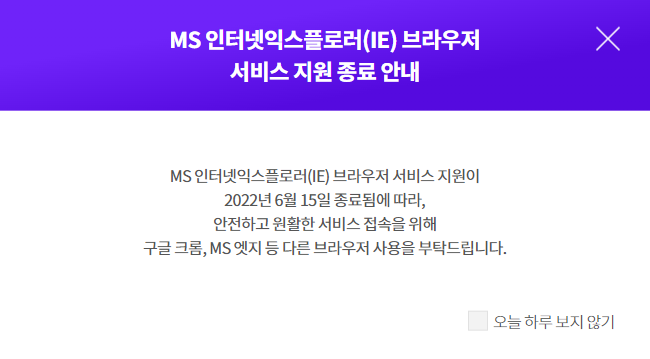 MS 인터넷익스플로러(IE) 브라우저
서비스 지원 종료 안내
MS 인터넷익스플로러(IE) 브라우저 서비스 지원이
2022년 6월 15일 종료됨에 따라,
안전하고 원활한 서비스 접속을 위해
구글 크롬, MS 엣지 등 다른 브라우저 사용을 부탁드립니다.
오늘 하루 보지 않기